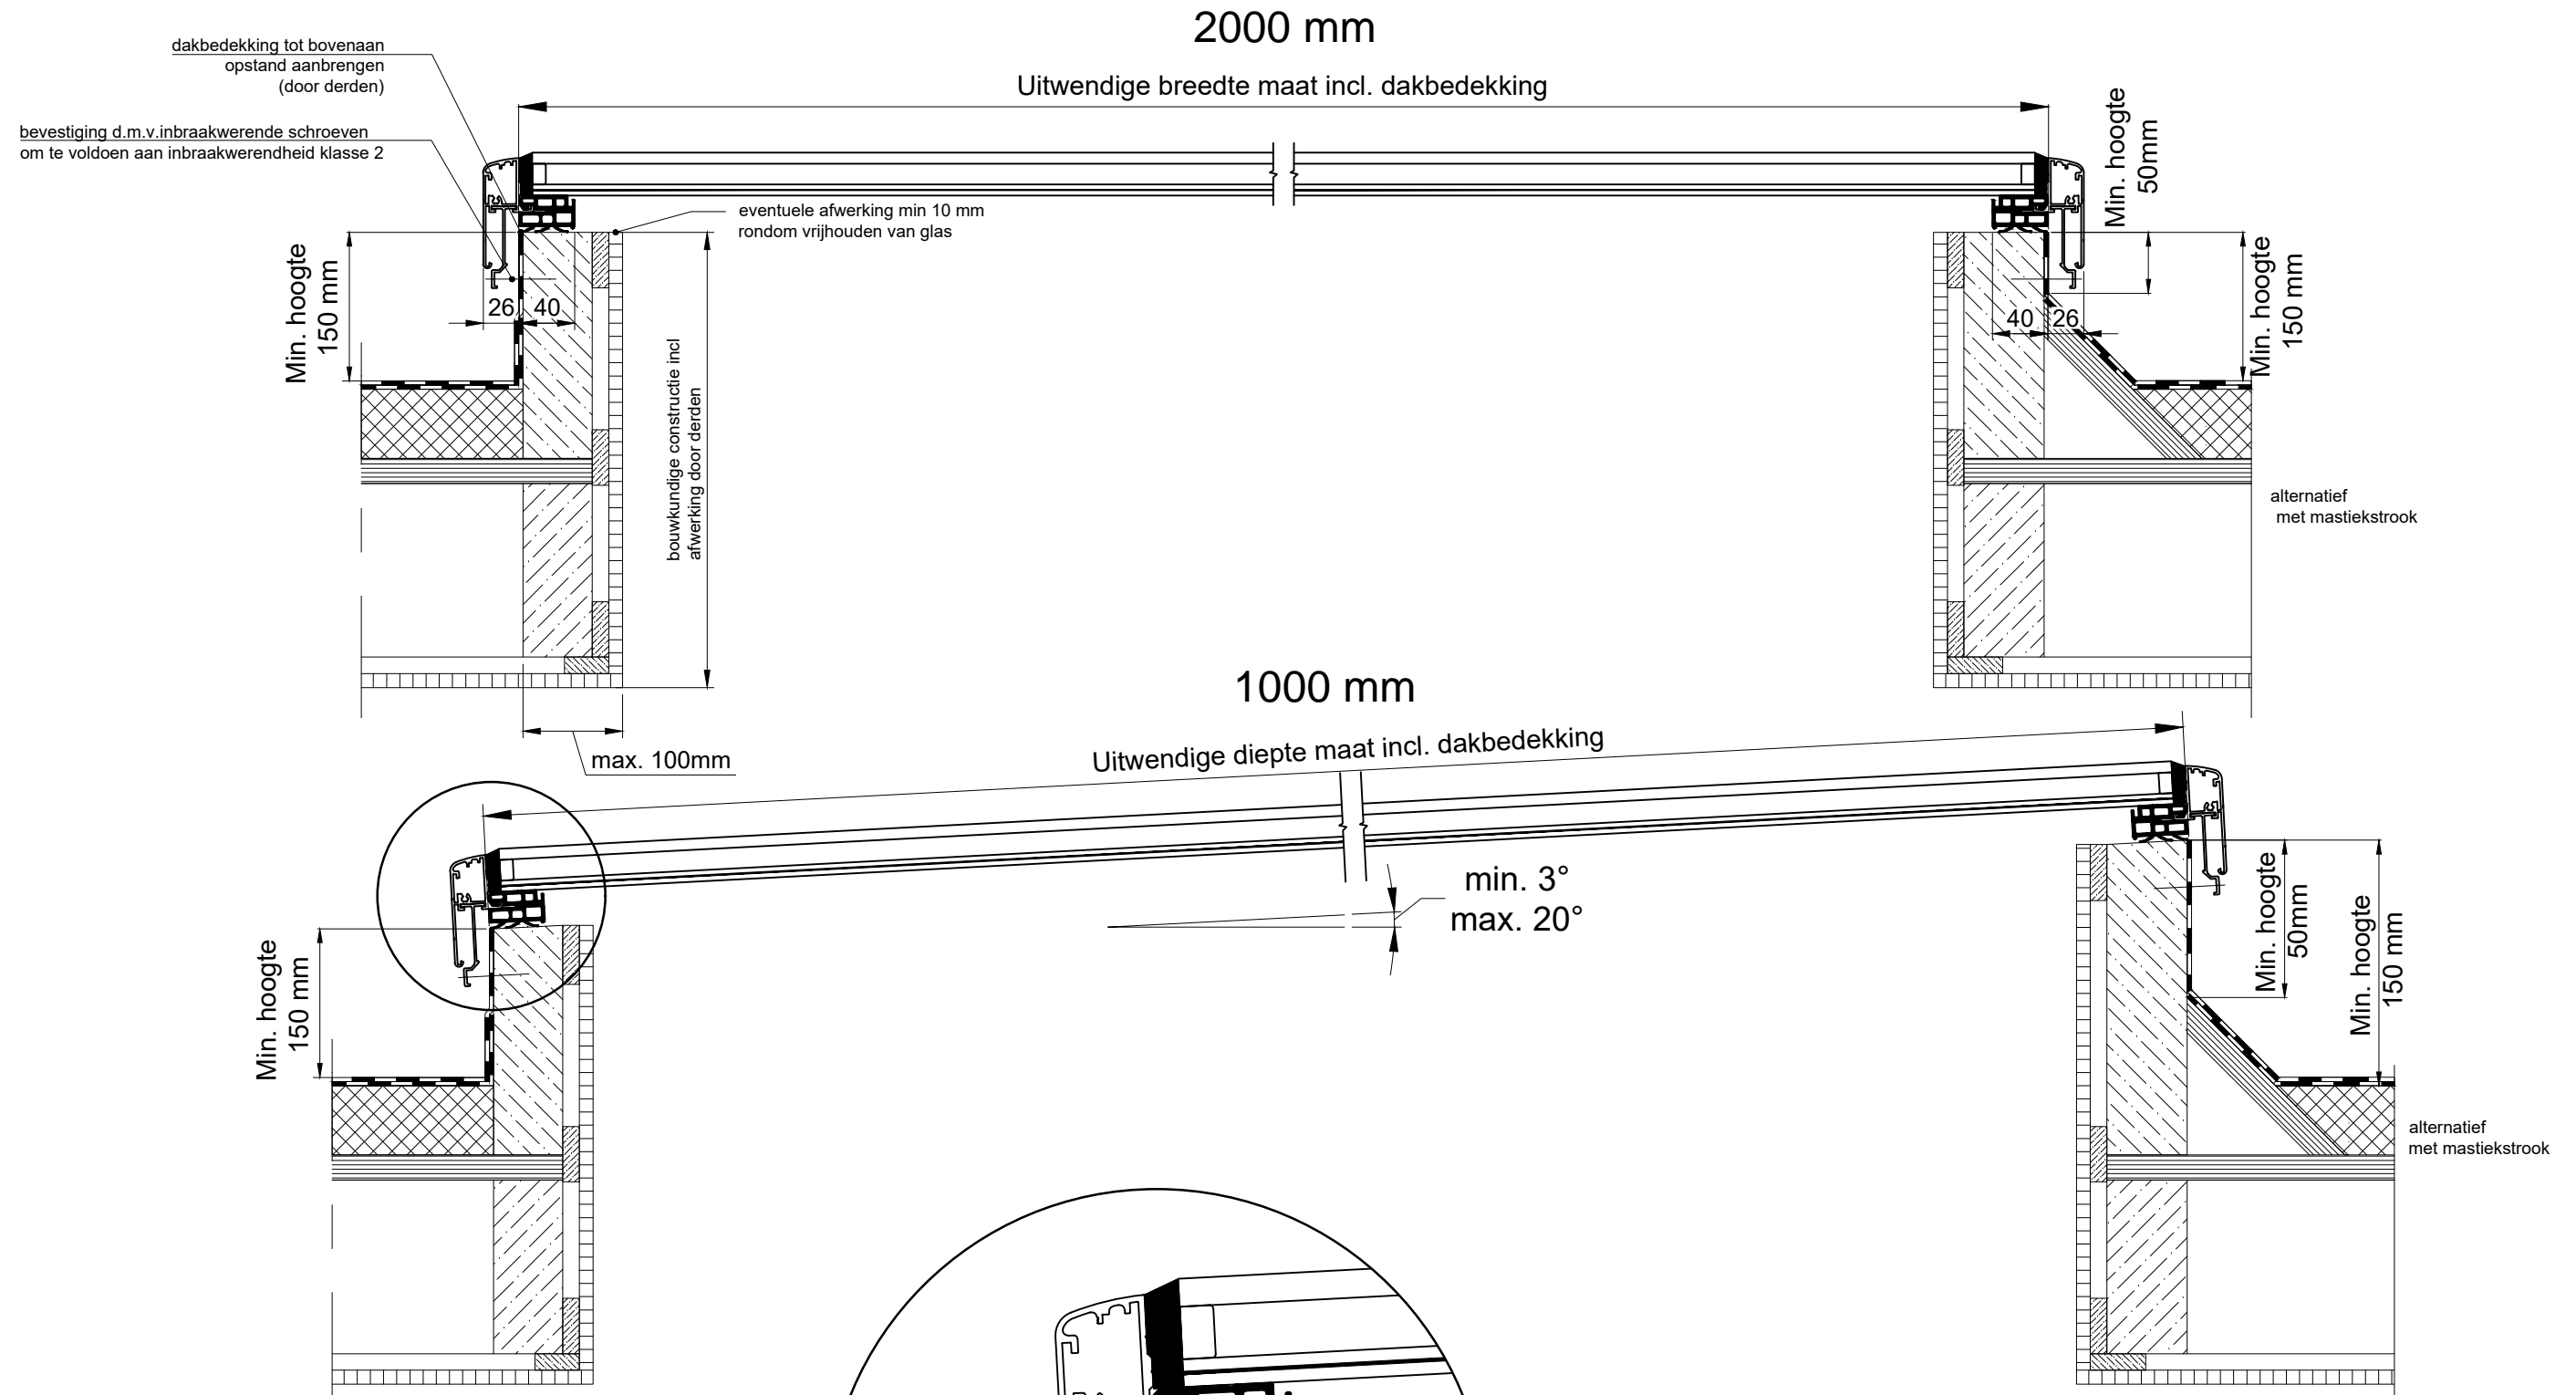 2000 mm
Uitwendige breedte maat incl. dakbedekking
dakbedekking tot bovenaan
opstand aanbrengen
(door derden)
bevestiging d.m.v.inbraakwerende schroeven
om te voldoen aan inbraakwerendheid klasse 2
eventuele afwerking min 10 mm
rondom vrijhouden van glas
Min. hoogte
150 mm
26
40
bouwkundige constructie incl
afwerking door derden
max. 100mm
Min. hoogte
50mm
Min. hoogte
150 mm
40
26
alternatief
met mastiekstrook
1000 mm
Uitwendige diepte maat incl. dakbedekking
min. 3°
max. 20°
Min. hoogte
150 mm
Min. hoogte
50mm
Min. hoogte
150 mm
alternatief
met mastiekstrook